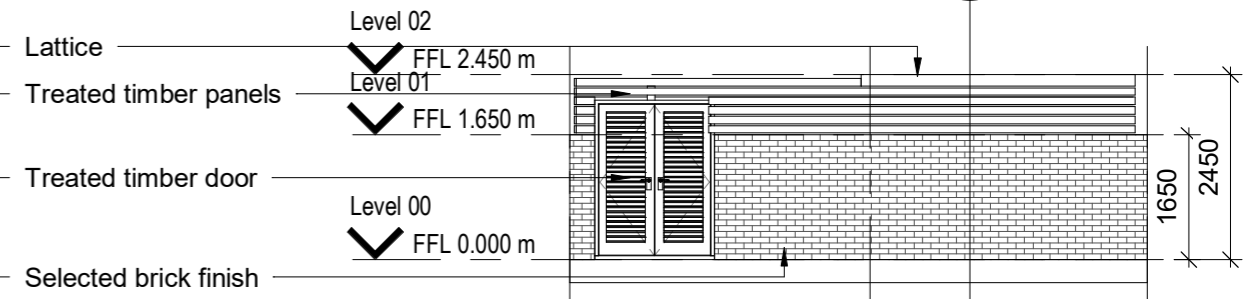 Level 02
Lattice
FFL 2.450 m
Level 01
Treated timber panels
FFL 1.650 m
Treated timber door
1650
2450
Level 00
FFL 0.000 m
Selected brick finish